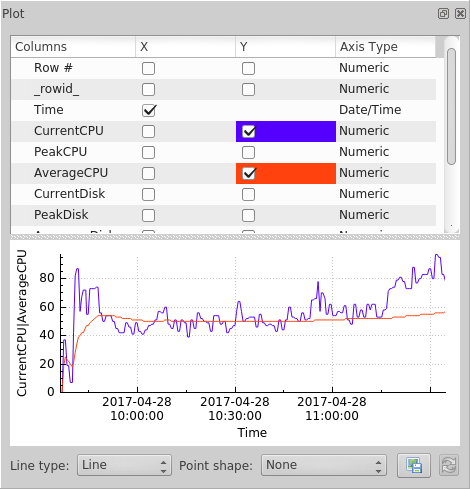 Plot
Columns X Y Axis Type
Row # Numeric
_rowid_ Numeric
Time Date/Time
CurrentCPU Numeric
PeakCPU Numeric
AverageCPU Numeric
CurrentDisk Numeric
PeakDisk Numeric
CurrentCPU|AverageCPU
80
60
40
20
0
2017-04-28 2017-04-28 2017-04-28
10:00:00 10:30:00 11:00:00
Time
Line type: Line Point shape: None